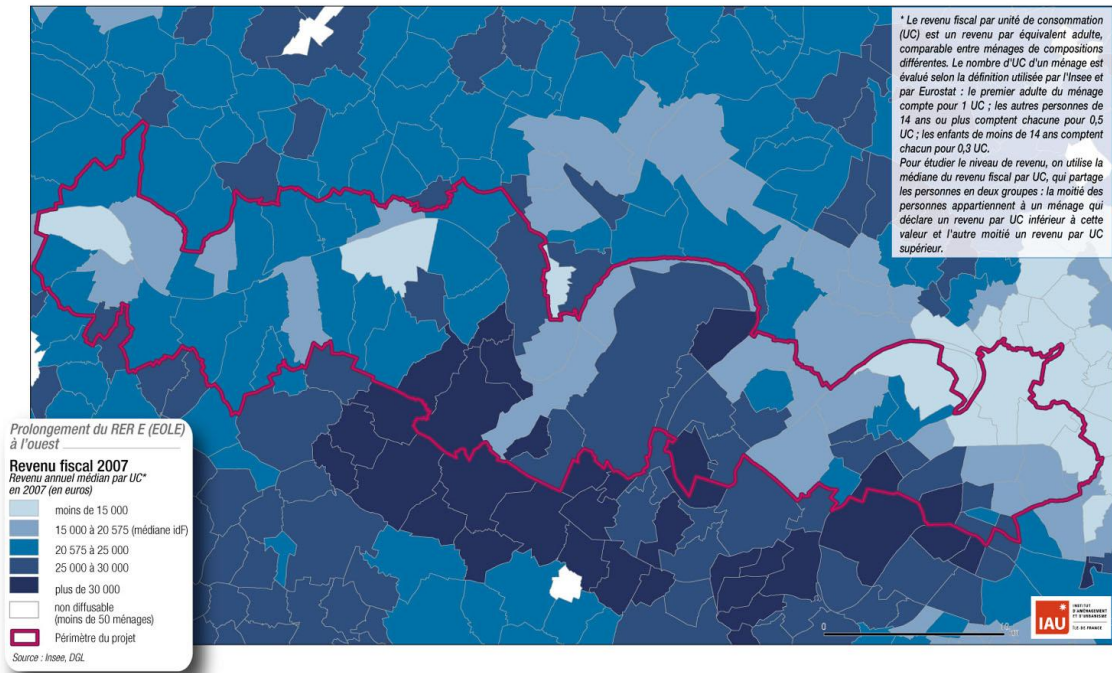 * Le revenu fiscal par unité de consommation
(UC) est un revenu par équivalent adulte,
comparable entre ménages de compositions
différentes. Le nombre d'UC d'un ménage est
évalué selon la définition utilisée par l'Insee et
par Eurostat : le premier adulte du ménage
compte pour 1 UC ; les autres personnes de
14 ans ou plus comptent chacune pour 0,5
UC ; les enfants de moins de 14 ans comptent
chacun pour 0,3 UC.
Pour étudier le niveau de revenu, on utilise la
médiane du revenu fiscal par UC, qui partage
les personnes en deux groupes : la moitié des
personnes appartiennent à un ménage qui
déclare un revenu par UC inférieur à cette
valeur et l'autre moitié un revenu par UC
supérieur.
Prolongement du RER E (EOLE)
à l'ouest
Revenu fiscal 2007
Revenu annuel médian par UC*
en 2007 (en euros)
moins de 15 000
15 000 à 20 575 (médiane idF)
20 575 à 25 000
25 000 à 30 000
plus de 30 000
non diffusable
(moins de 50 ménages)
Périmètre du projet
Source : Insee, DGL
0
IAU
INSTITUT
D'AMÉNAGEMENT
ET D'URBANISME
ÎLE DE FRANCE